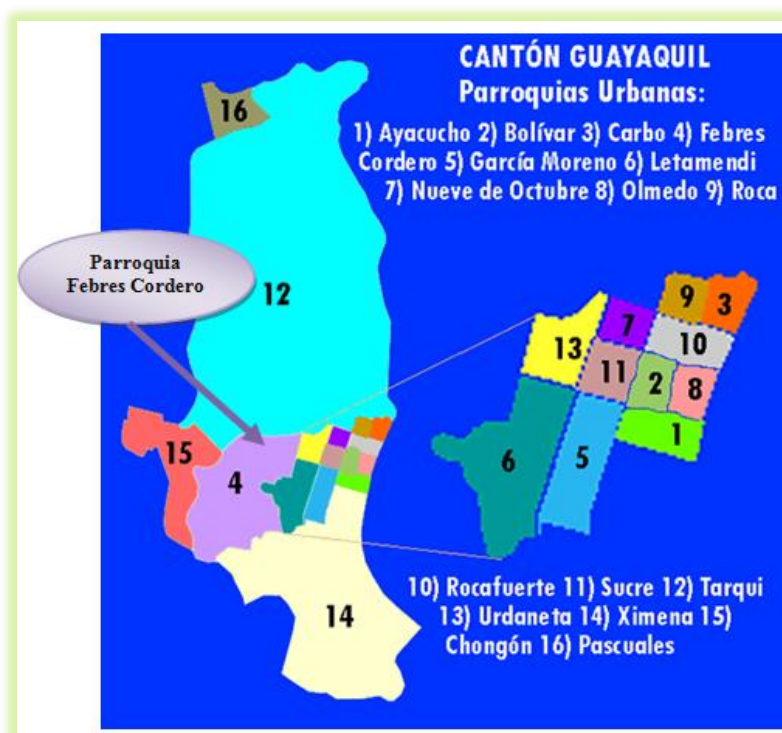 CANTÓN GUAYAQUIL
Parroquias Urbanas:
1) Ayacucho 2) Bolívar 3) Carbo 4) Febres
Cordero 5) García Moreno 6) Letamendi
7) Nueve de Octubre 8) Olmedo 9) Roca
16
Parroquia
Febres Cordero
12
9 3
7 10
13
11 2 8
1
6 5
15
4
14
10) Rocafuerte 11) Sucre 12) Tarqui
13) Urdaneta 14) Ximena 15)
Chongón 16) Pascuales